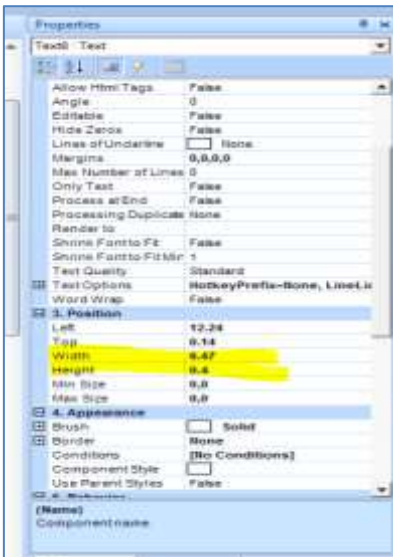 Properties
Text8 Text
Allow Html Tags False
Angle 0
Editable False
Hide Zeros False
Lines of Underline None
Margins 0,0,0,0
Max Number of Lines 0
Only Text False
Process at End False
Processing Duplicate None
Render to
Shrink Font to Fit False
Shrink Font to Fit Min 1
Text Quality Standard
Text Options HotkeyPrefix=None, LineLi
Word Wrap False
3. Position
Left 12.24
Top 0.14
Width
Height 0.4
Min Size 0,0
Max Size 0,0
4. Appearance
Brush Solid
Border None
Conditions [No Conditions]
Component Style
Use Parent Styles False
(Name)
Component name